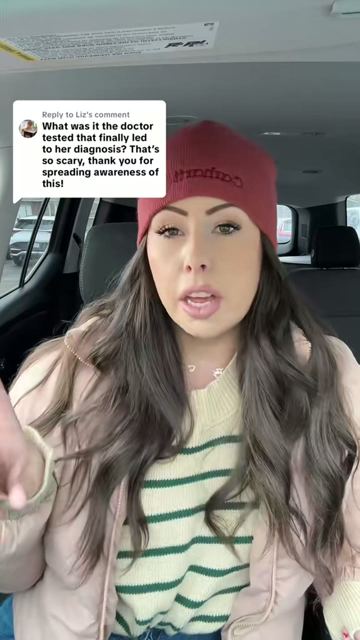 Reply to Liz's comment
What was it the doctor
tested that finally led
to her diagnosis? That's
so scary, thank you for
spreading awareness of
this!
Carhartt